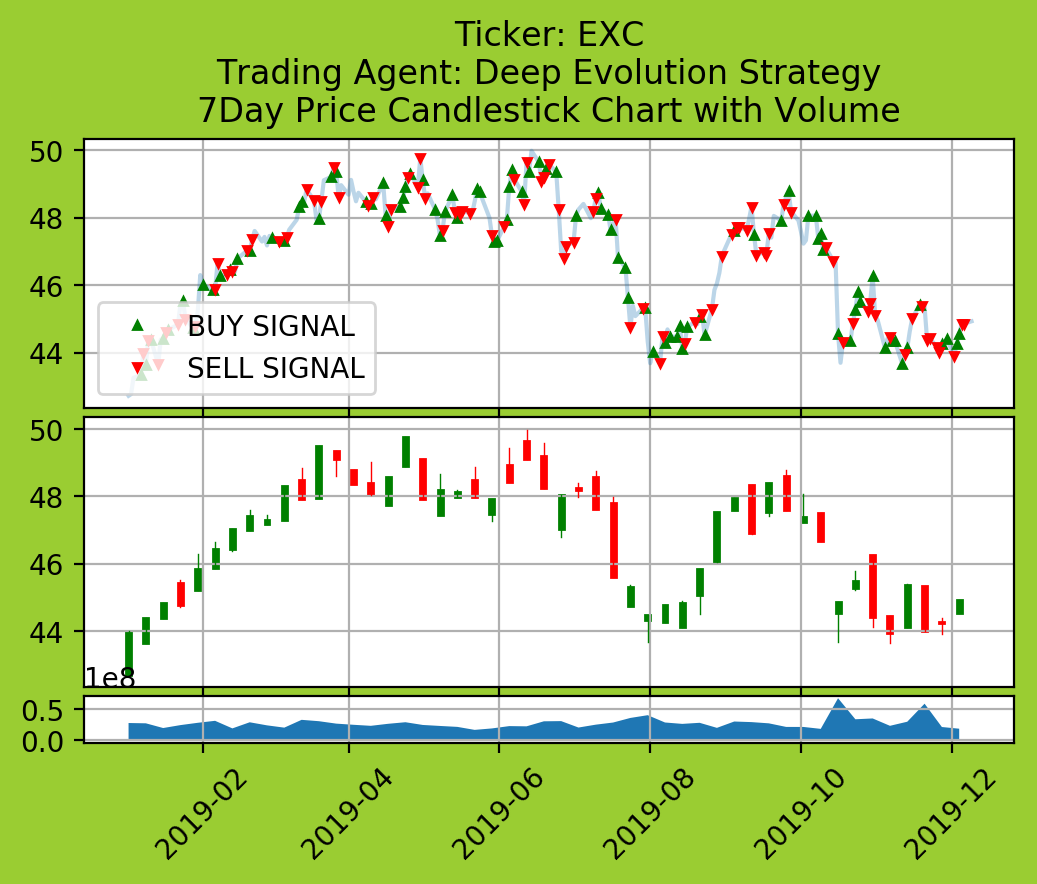 Ticker: EXC
Trading Agent: Deep Evolution Strategy
7Day Price Candlestick Chart with Volume
50
48
46
44
BUY SIGNAL
SELL SIGNAL
50
48
46
44
1e8
0.5
0.0
2019-02
2019-04
2019-06
2019-08
2019-10
2019-12